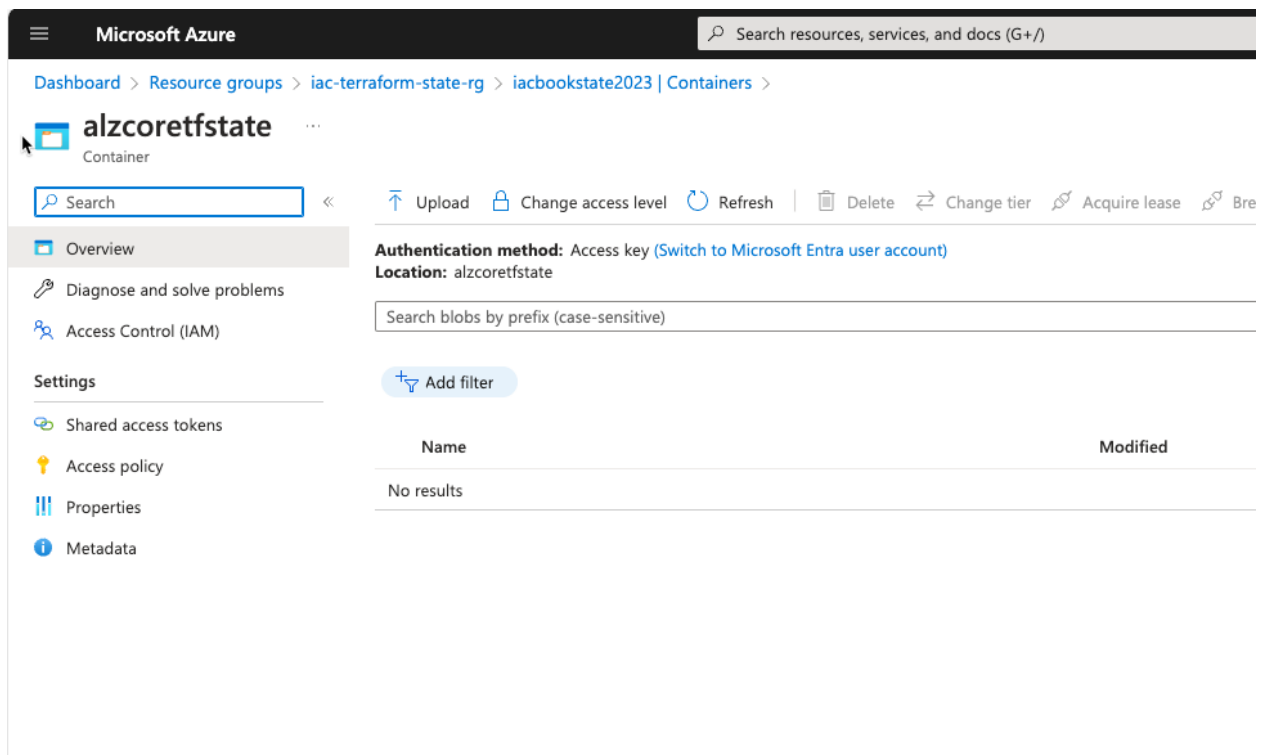 Microsoft Azure
Search resources, services, and docs (G+/)
Dashboard > Resource groups > iac-terraform-state-rg > iacbookstate2023 | Containers >
alzcoretfstate ...
Container
Search «
Upload Change access level Refresh Delete Change tier Acquire lease Bre
Overview
Authentication method: Access key (Switch to Microsoft Entra user account)
Location: alzcoretfstate
Diagnose and solve problems
Search blobs by prefix (case-sensitive)
Access Control (IAM)
Add filter
Settings
Shared access tokens
Name Modified
Access policy
No results
Properties
Metadata